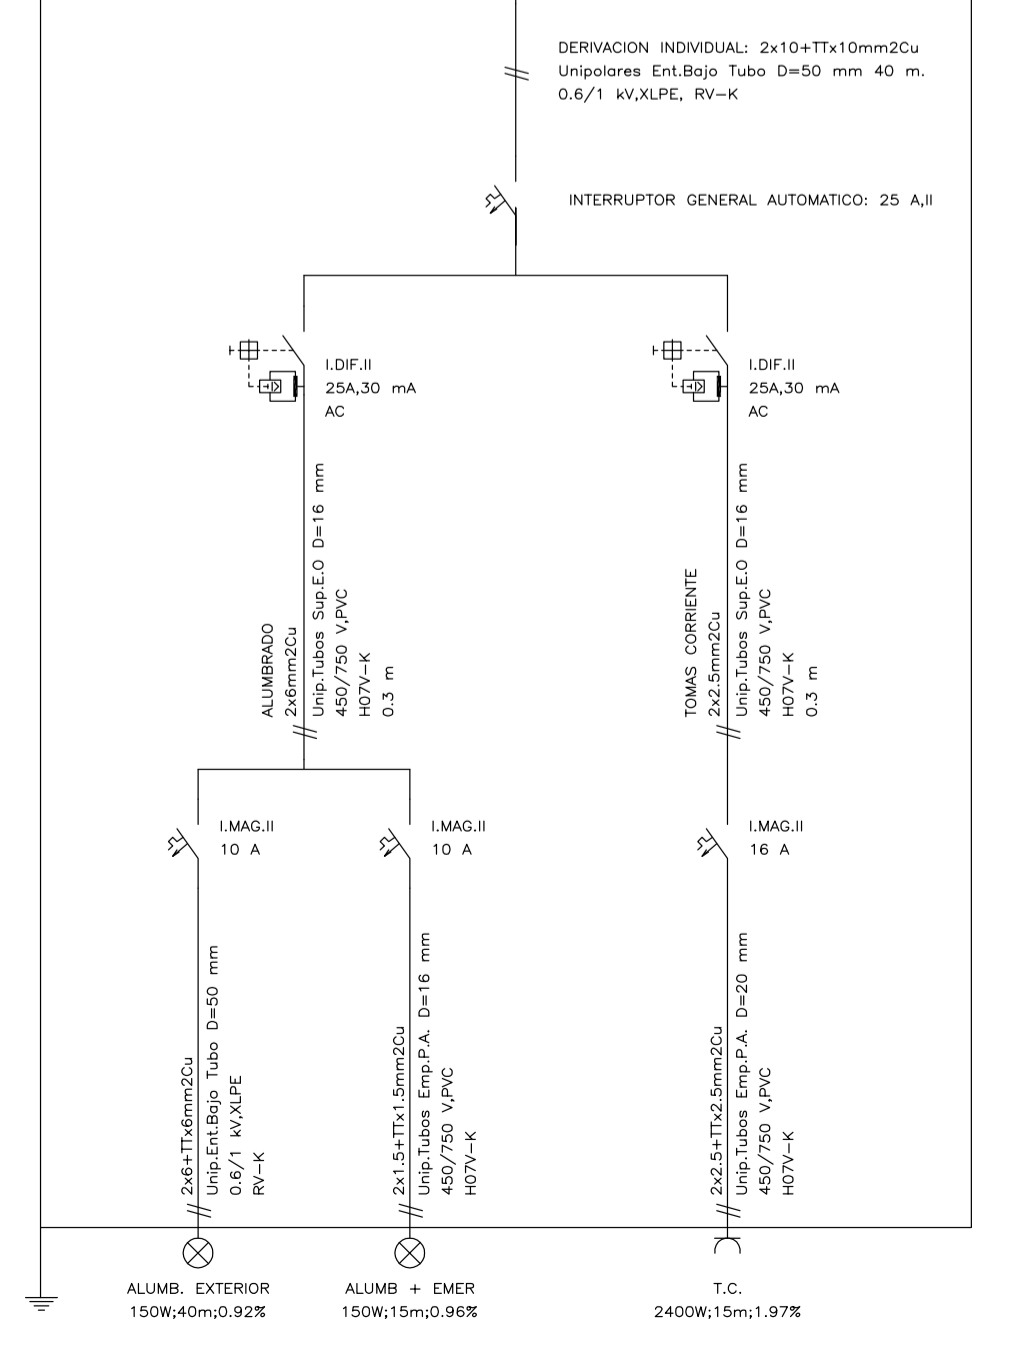 DERIVACION INDIVIDUAL: 2x10+TTx10mm2Cu
Unipolares Ent.Bajo Tubo D=50 mm 40 m.
0.6/1 kV,XLPE, RV-K
INTERRUPTOR GENERAL AUTOMATICO: 25 A,II
I.DIF.II
25A,30 mA
AC
I.DIF.II
25A,30 mA
AC
ALUMBRADO
2x6mm2Cu
Unip.Tubos Sup.E.O D=16 mm
450/750 V,PVC
H07V-K
0.3 m
TOMAS CORRIENTE
2x2.5mm2Cu
Unip.Tubos Sup.E.O D=16 mm
450/750 V,PVC
H07V-K
0.3 m
I.MAG.II
10 A
I.MAG.II
10 A
I.MAG.II
16 A
2x6+TTx6mm2Cu
Unip.Ent.Bajo Tubo D=50 mm
0.6/1 kV,XLPE
RV-K
2x1.5+TTx1.5mm2Cu
Unip.Tubos Emp.P.A. D=16 mm
450/750 V,PVC
H07V-K
2x2.5+TTx2.5mm2Cu
Unip.Tubos Emp.P.A. D=20 mm
450/750 V,PVC
H07V-K
ALUMB. EXTERIOR
150W;40m;0.92%
ALUMB + EMER
150W;15m;0.96%
T.C.
2400W;15m;1.97%